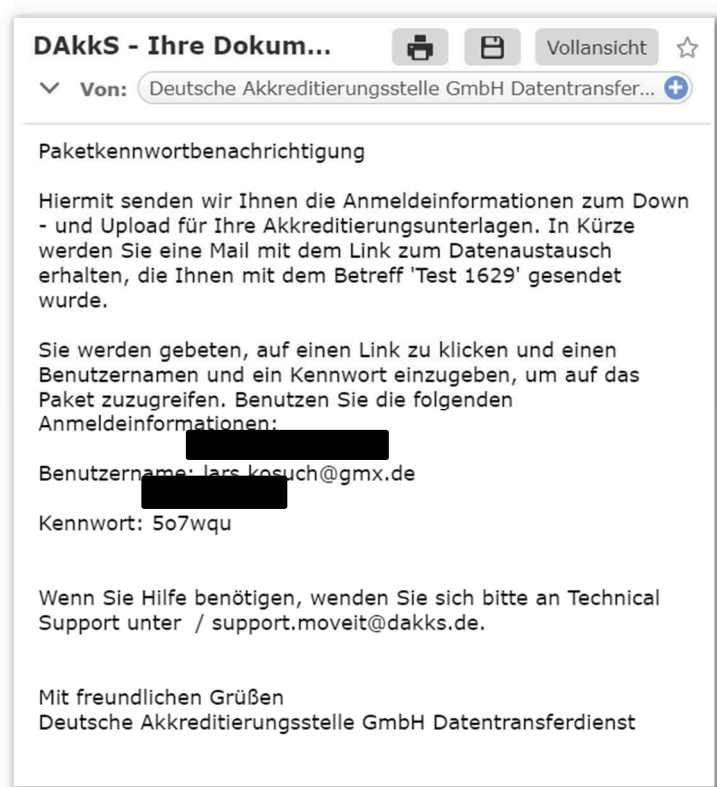 DAkkS - Ihre Dokum...
Vollansicht
Von: Deutsche Akkreditierungsstelle GmbH Datentransfer...
Paketkennwortbenachrichtigung
Hiermit senden wir Ihnen die Anmeldeinformationen zum Down
- und Upload für Ihre Akkreditierungsunterlagen. In Kürze
werden Sie eine Mail mit dem Link zum Datenaustausch
erhalten, die Ihnen mit dem Betreff 'Test 1629' gesendet
wurde.
Sie werden gebeten, auf einen Link zu klicken und einen
Benutzernamen und ein Kennwort einzugeben, um auf das
Paket zuzugreifen. Benutzen Sie die folgenden
Anmeldeinformationen:
Benutzername:
Kennwort: 5o7wqu
Wenn Sie Hilfe benötigen, wenden Sie sich bitte an Technical
Support unter / support.moveit@dakks.de.
Mit freundlichen Grüßen
Deutsche Akkreditierungsstelle GmbH Datentransferdienst